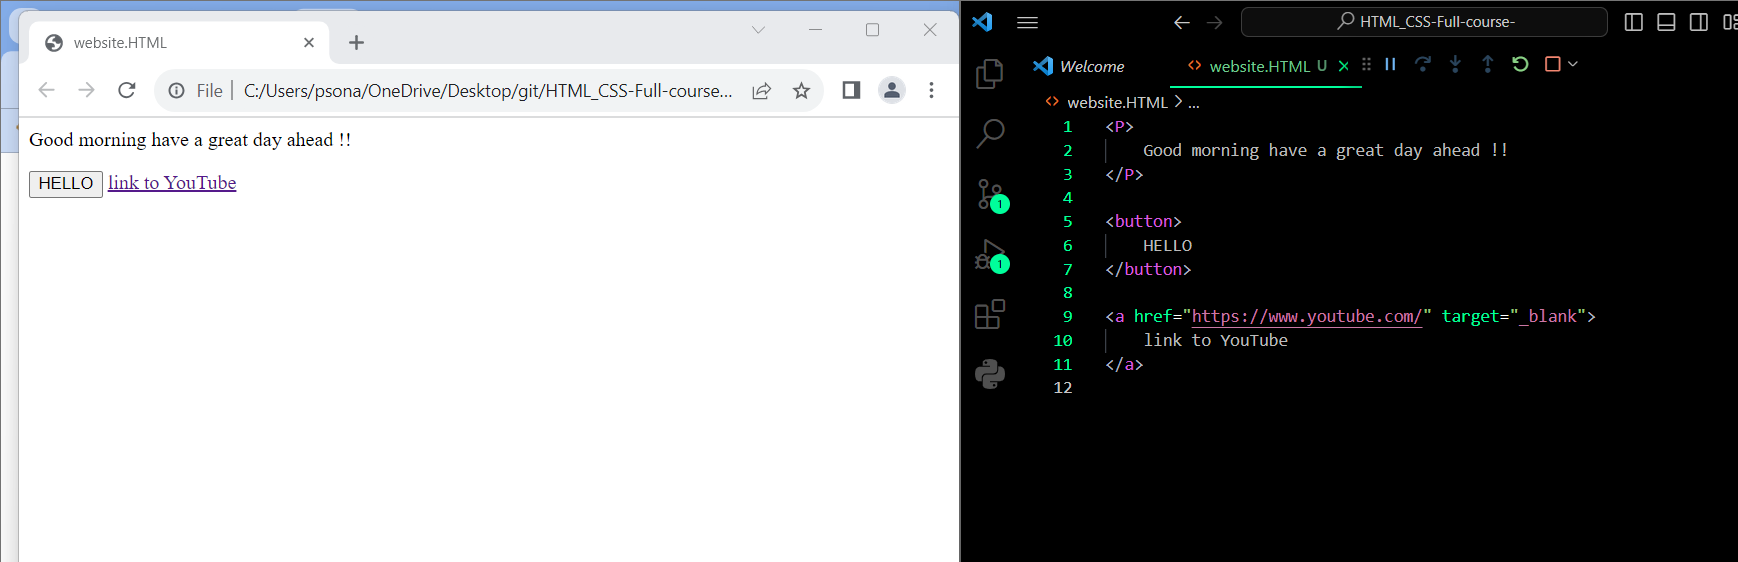 website.HTML
File
C:/Users/psona/OneDrive/Desktop/git/HTML_CSS-Full-course...
Good morning have a great day ahead !!
HELLO link to YouTube
HTML_CSS-Full-course-
Welcome
website.HTML U
website.HTML > ...
1 <P>
2 Good morning have a great day ahead !!
3 </P>
4
5 <button>
6 HELLO
7 </button>
8
9 <a href="https://www.youtube.com/" target="_blank">
10 link to YouTube
11 </a>
12
1
1